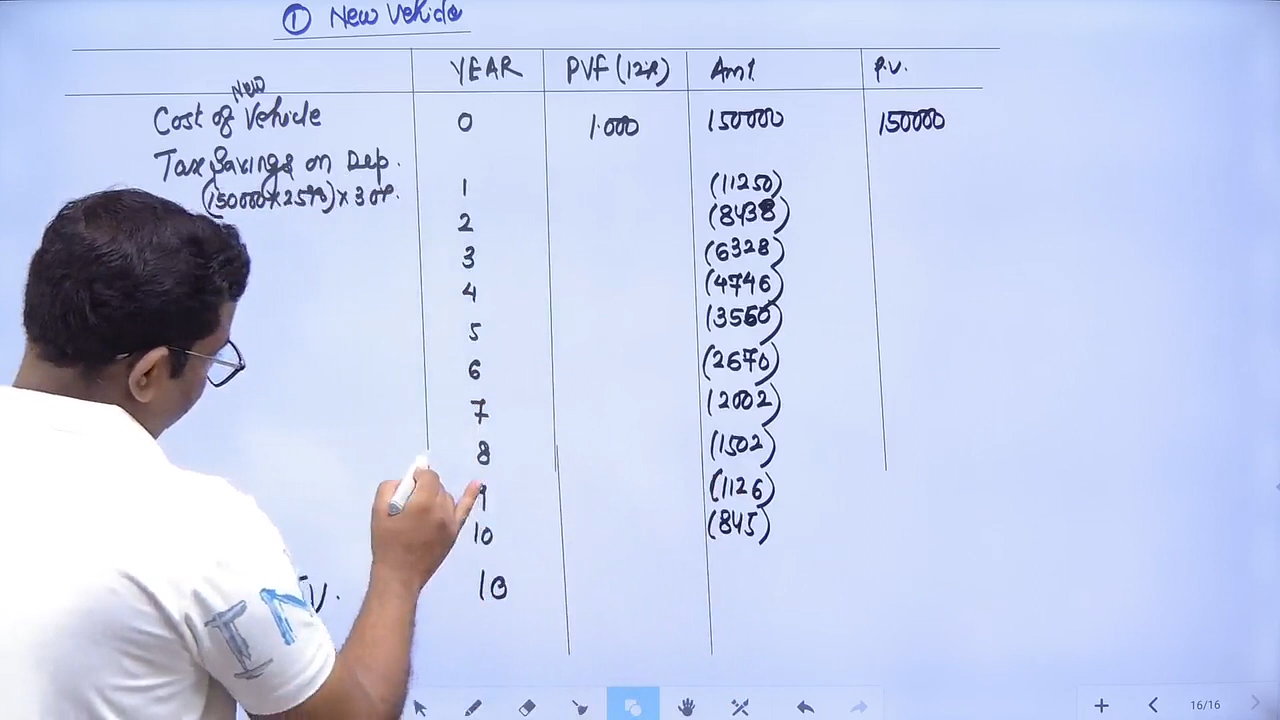 ① New Vehicle
YEAR PVF (12%) Amt. P.V.
New
Cost of Vehicle 0 1.000 150000 150000
Tax Savings on Dep.
(150000 x 25%) x 30%. 1 (11250)
2 (8438)
3 (6328)
4 (4746)
5 (3560)
6 (2670)
7 (2002)
8 (1502)
9 (1126)
10 (845)
V. 10
16/16